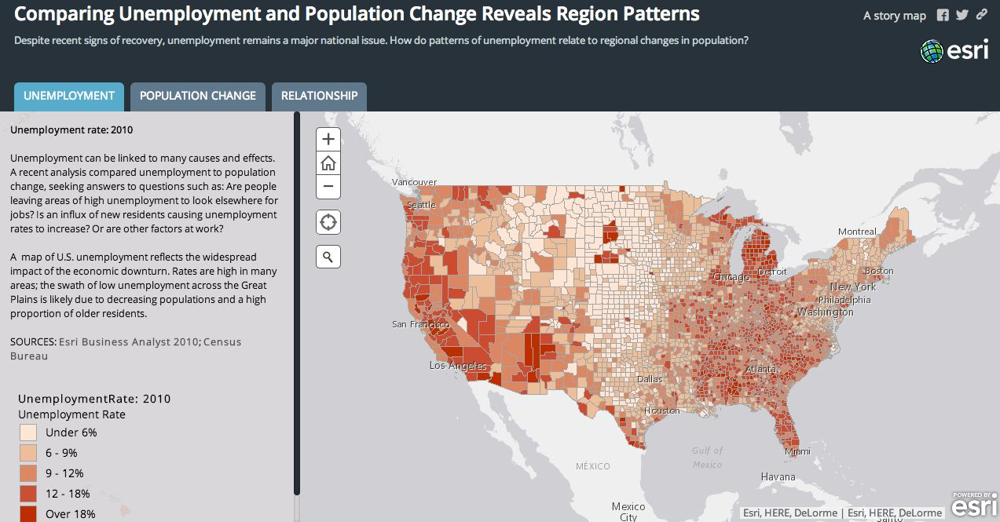 Comparing Unemployment and Population Change Reveals Region Patterns
A story map
Despite recent signs of recovery, unemployment remains a major national issue. How do patterns of unemployment relate to regional changes in population?
esri
UNEMPLOYMENT
POPULATION CHANGE
RELATIONSHIP
Unemployment rate: 2010
Unemployment can be linked to many causes and effects.
A recent analysis compared unemployment to population
change, seeking answers to questions such as: Are people
leaving areas of high unemployment to look elsewhere for
jobs? Is an influx of new residents causing unemployment
rates to increase? Or are other factors at work?
A map of U.S. unemployment reflects the widespread
impact of the economic downturn. Rates are high in many
areas; the swath of low unemployment across the Great
Plains is likely due to decreasing populations and a high
proportion of older residents.
SOURCES: Esri Business Analyst 2010; Census
Bureau
UnemploymentRate: 2010
Unemployment Rate
Under 6%
6 - 9%
9 - 12%
12 - 18%
Over 18%
Vancouver
Seattle
Montreal
Boston
Detroit
Chicago
New York
Philadelphia
Washington
San Francisco
Los Angeles
Atlanta
Dallas
Houston
Miami
Gulf of
Mexico
MÉXICO
Havana
Mexico
City
Santo
Esri, HERE, DeLorme | Esri, HERE, DeLorme
POWERED BY
esri